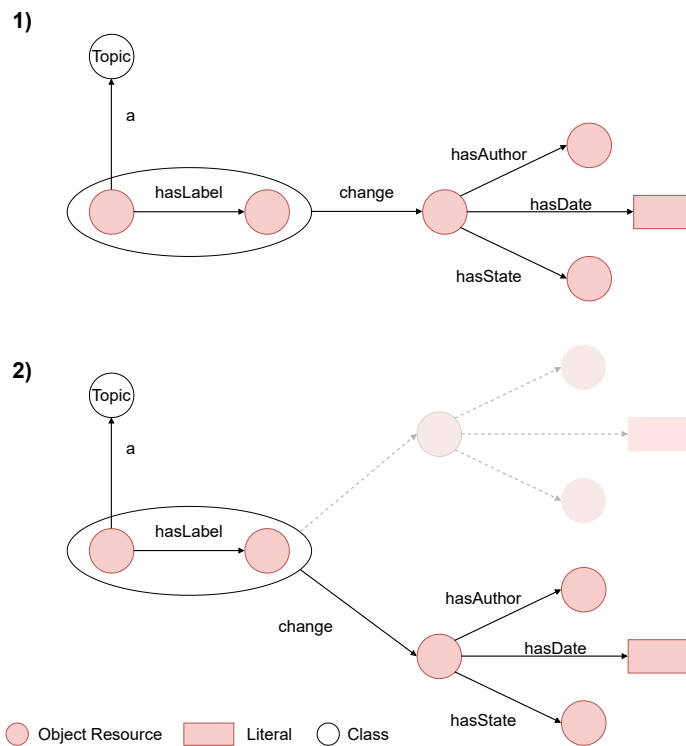 1)
Topic
a
hasLabel
change
hasAuthor
hasDate
hasState
2)
Topic
a
hasLabel
change
hasAuthor
hasDate
hasState
Object Resource
Literal
Class